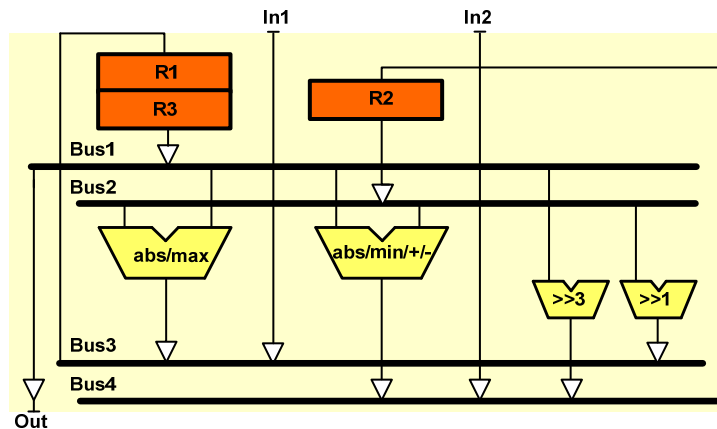 In1 In2
R1
R3
R2
Bus1
Bus2
abs/max
abs/min/+/-
>>3
>>1
Bus3
Bus4
Out